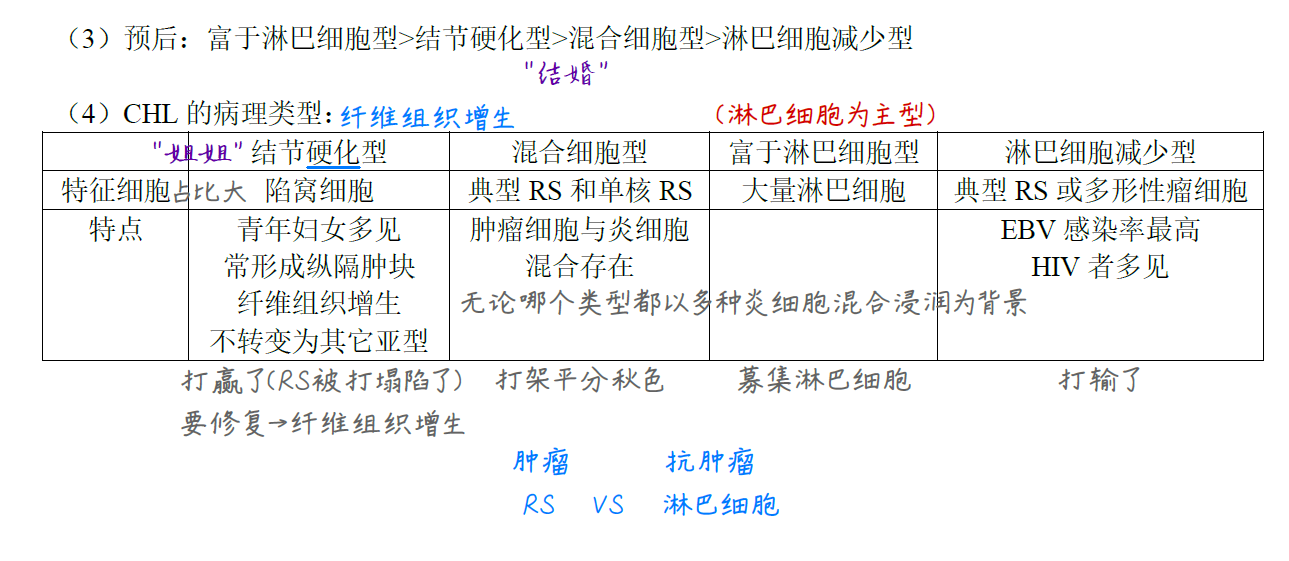 （3）预后：富于淋巴细胞型>结节硬化型>混合细胞型>淋巴细胞减少型
"结婚"
（4）CHL 的病理类型：纤维组织增生 （淋巴细胞为主型）
"姐姐" 结节硬化型 混合细胞型 富于淋巴细胞型 淋巴细胞减少型
特征细胞 占比大 陷窝细胞 典型 RS 和单核 RS 大量淋巴细胞 典型 RS 或多形性瘤细胞
特点 青年妇女多见 肿瘤细胞与炎细胞 EBV 感染率最高
常形成纵隔肿块 混合存在 HIV 者多见
纤维组织增生 无论哪个类型都以多种炎细胞混合浸润为背景
不转变为其它亚型
打赢了(RS被打塌陷了) 打架平分秋色 募集淋巴细胞 打输了
要修复→纤维组织增生
肿瘤 抗肿瘤
RS VS 淋巴细胞